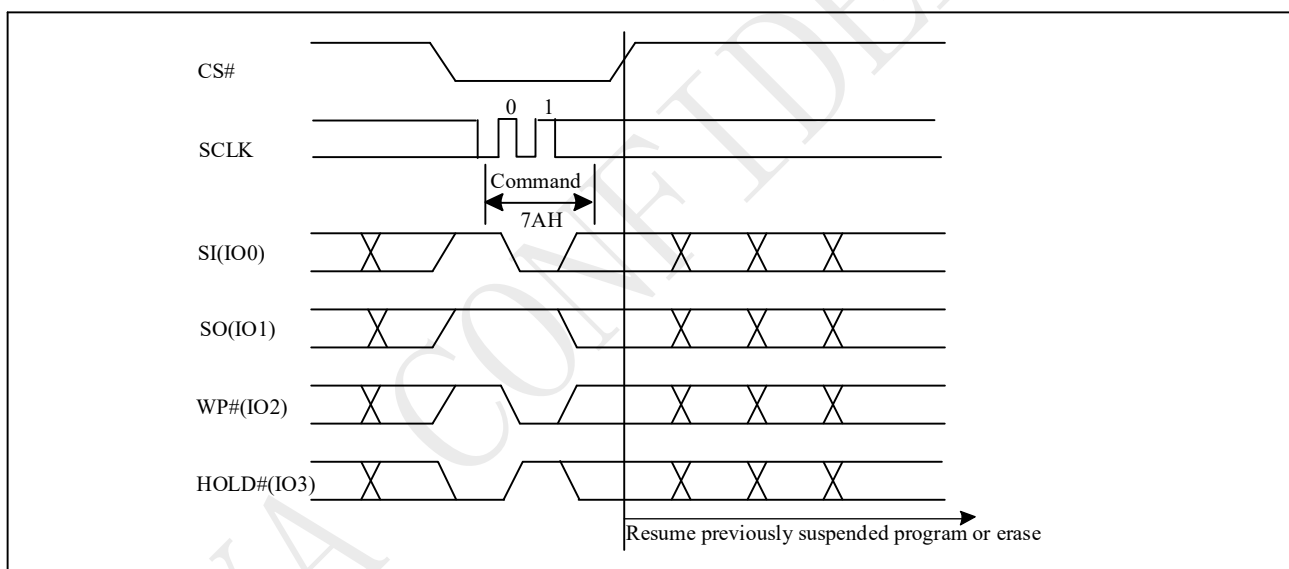 CS#
0 1
SCLK
Command
7AH
SI(IO0)
SO(IO1)
WP#(IO2)
HOLD#(IO3)
Resume previously suspended program or erase
A CONFIDE